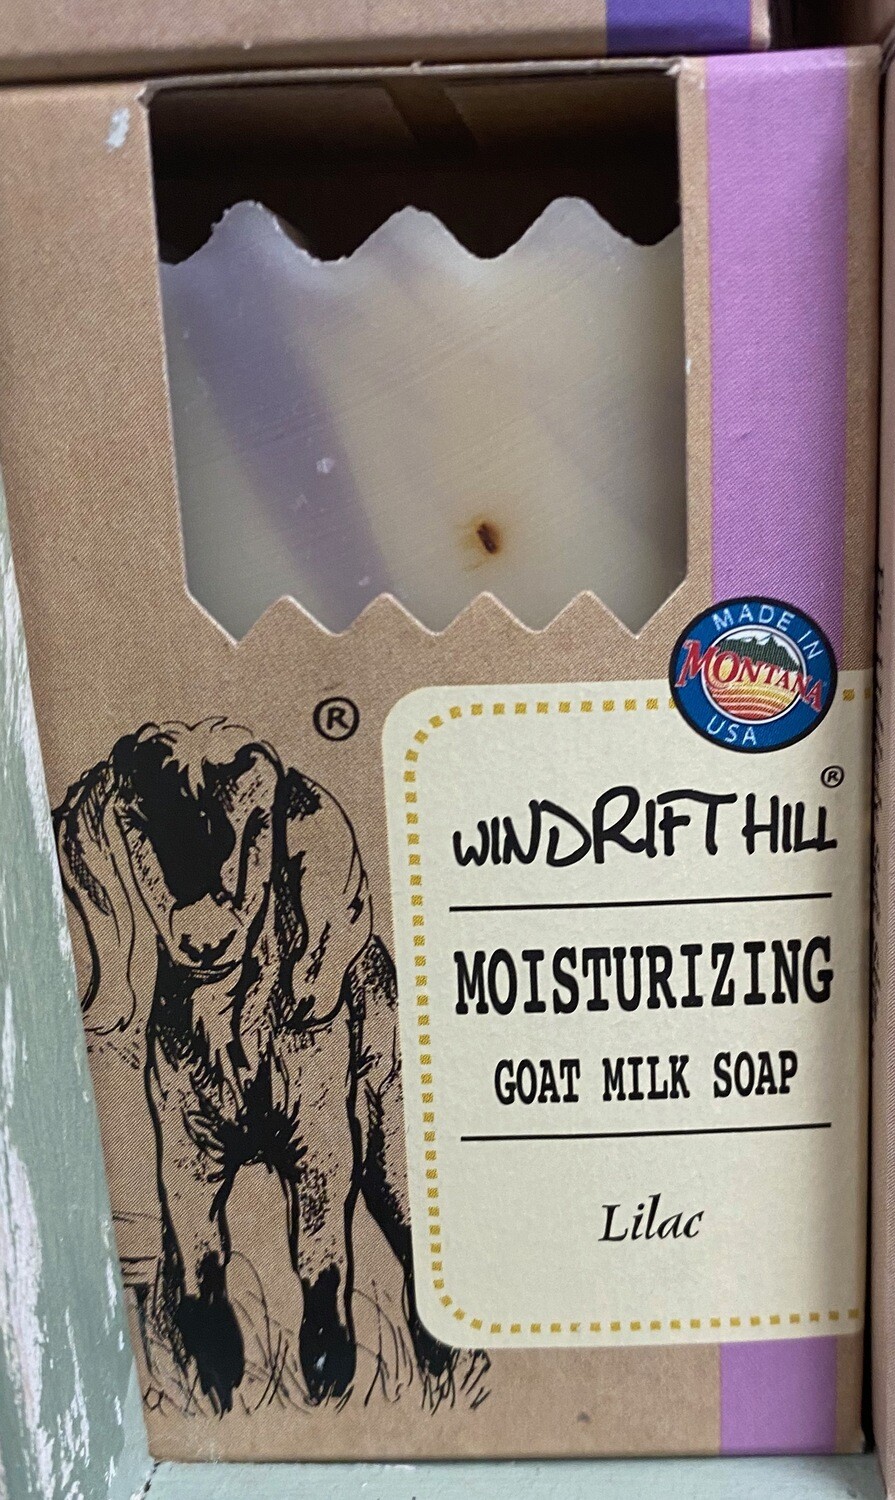 MADE IN
MONTANA
USA
®
®
WINDRIFT HILL
MOISTURIZING
GOAT MILK SOAP
Lilac